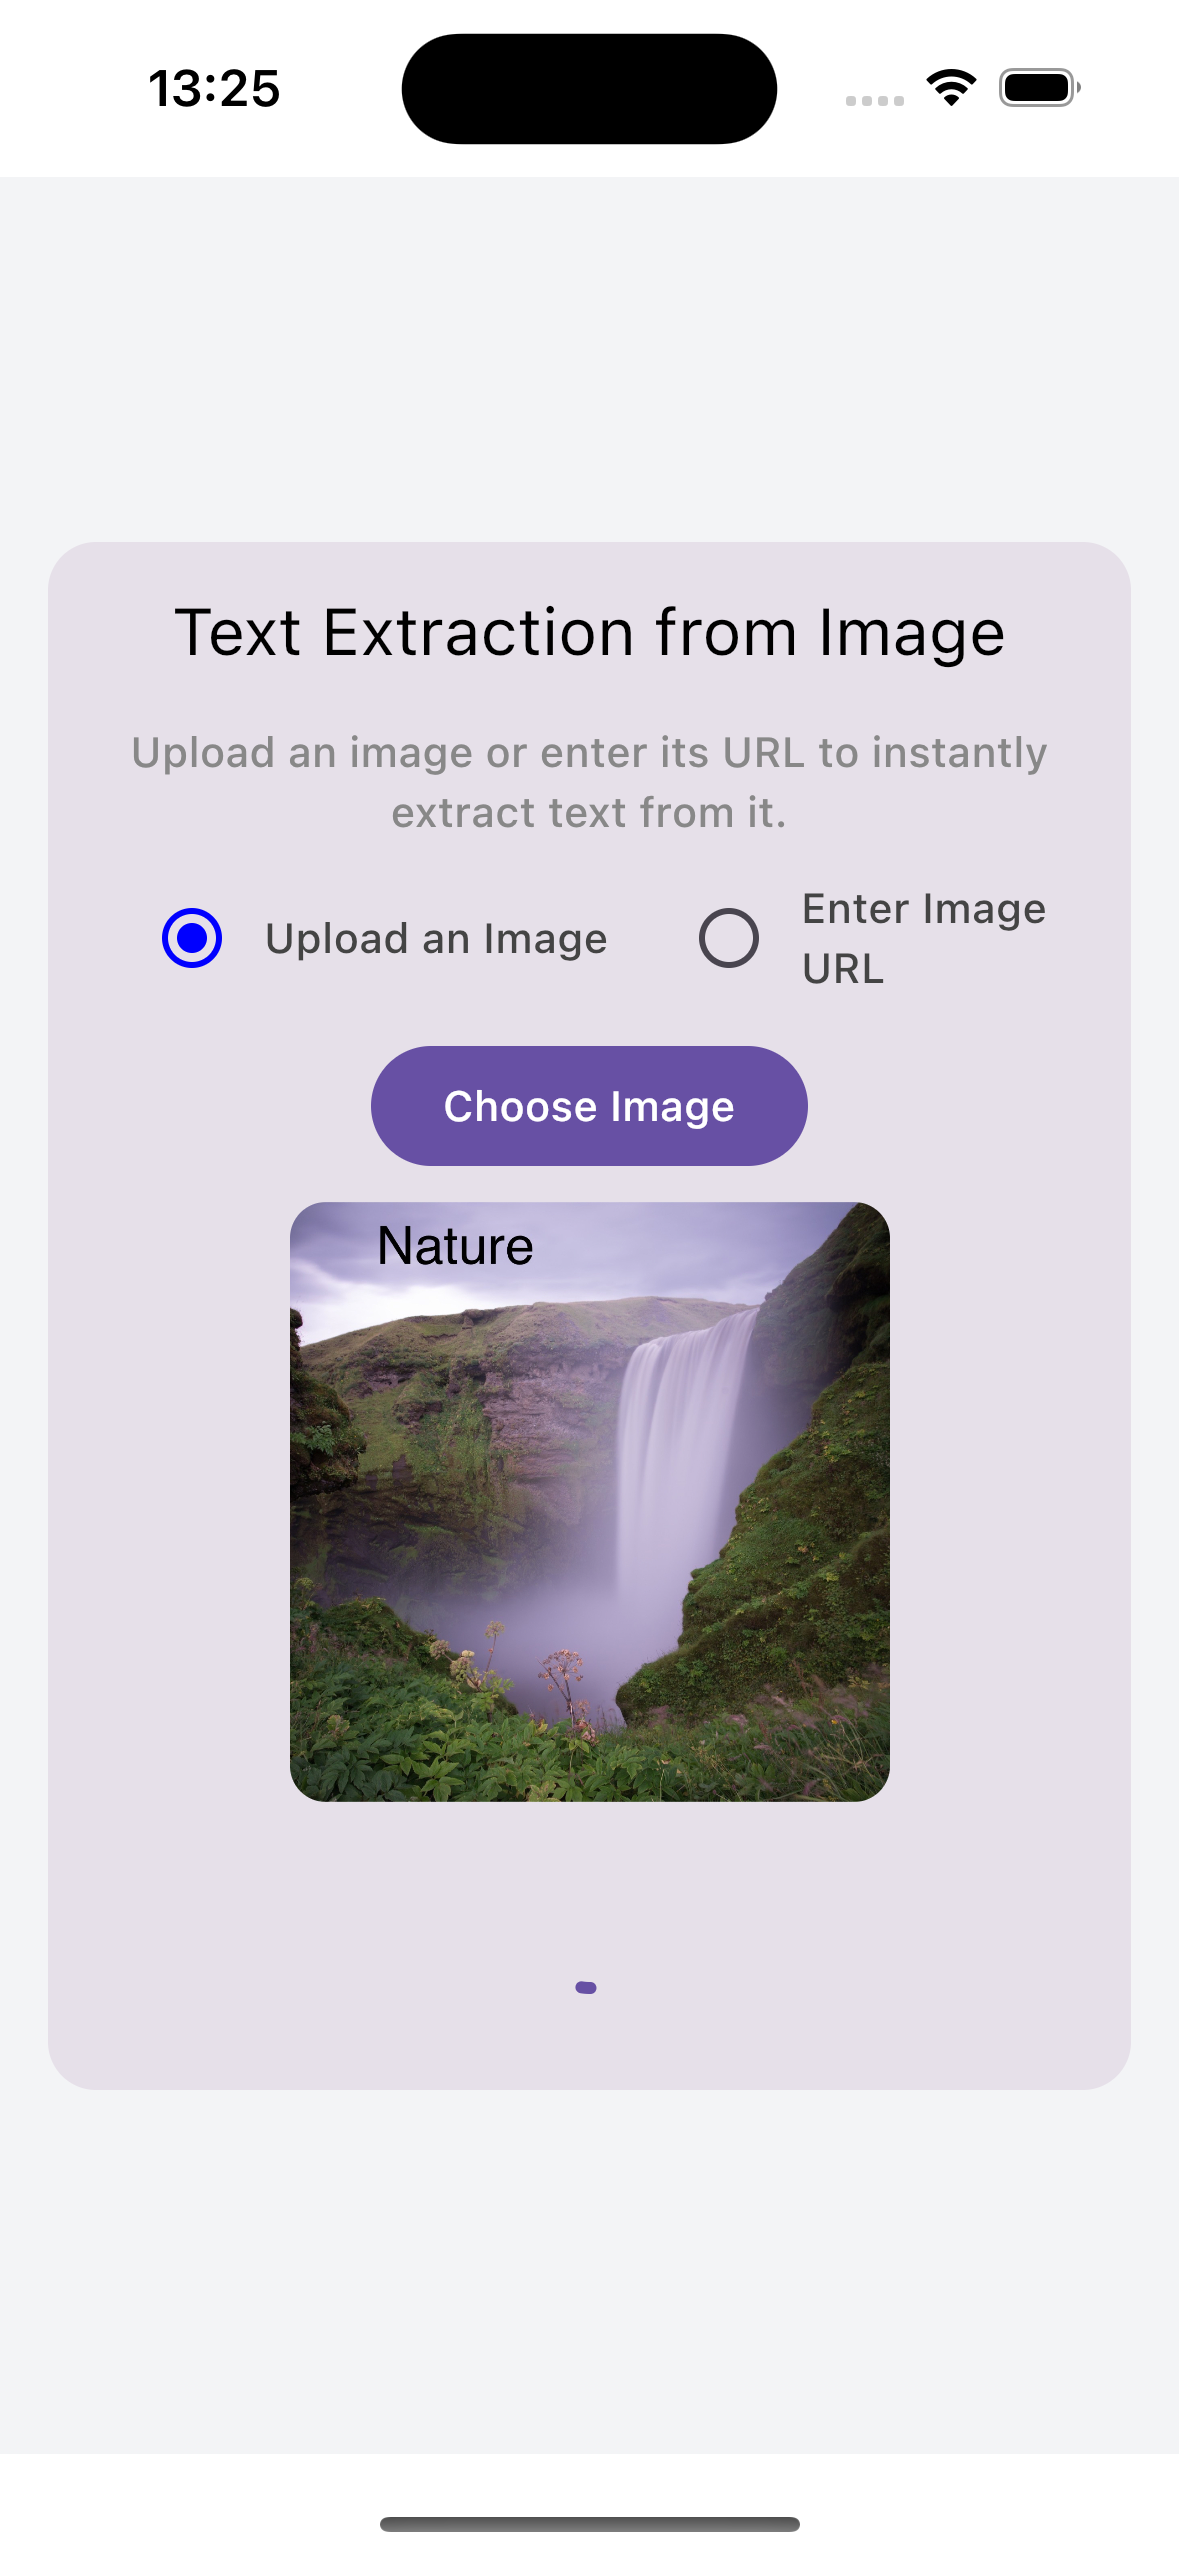 13:25
Text Extraction from Image
Upload an image or enter its URL to instantly
extract text from it.
Upload an Image
Enter Image
URL
Choose Image
Nature